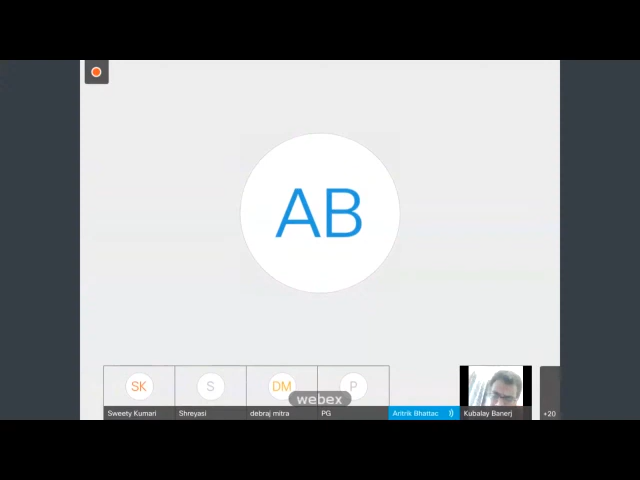 AB
SK
S
DM
P
webex
Sweety Kumari
Shreyasi
debraj mitra
PG
Aritrik Bhattac
Kubalay Banerj
+20